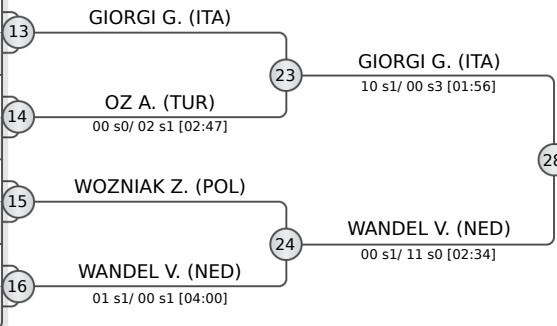 GIORGI G. (ITA)
13
GIORGI G. (ITA)
23
10 s1/ 00 s3 [01:56]
OZ A. (TUR)
14
00 s0/ 02 s1 [02:47]
28
WOZNIAK Z. (POL)
15
WANDEL V. (NED)
24
00 s1/ 11 s0 [02:34]
WANDEL V. (NED)
16
01 s1/ 00 s1 [04:00]